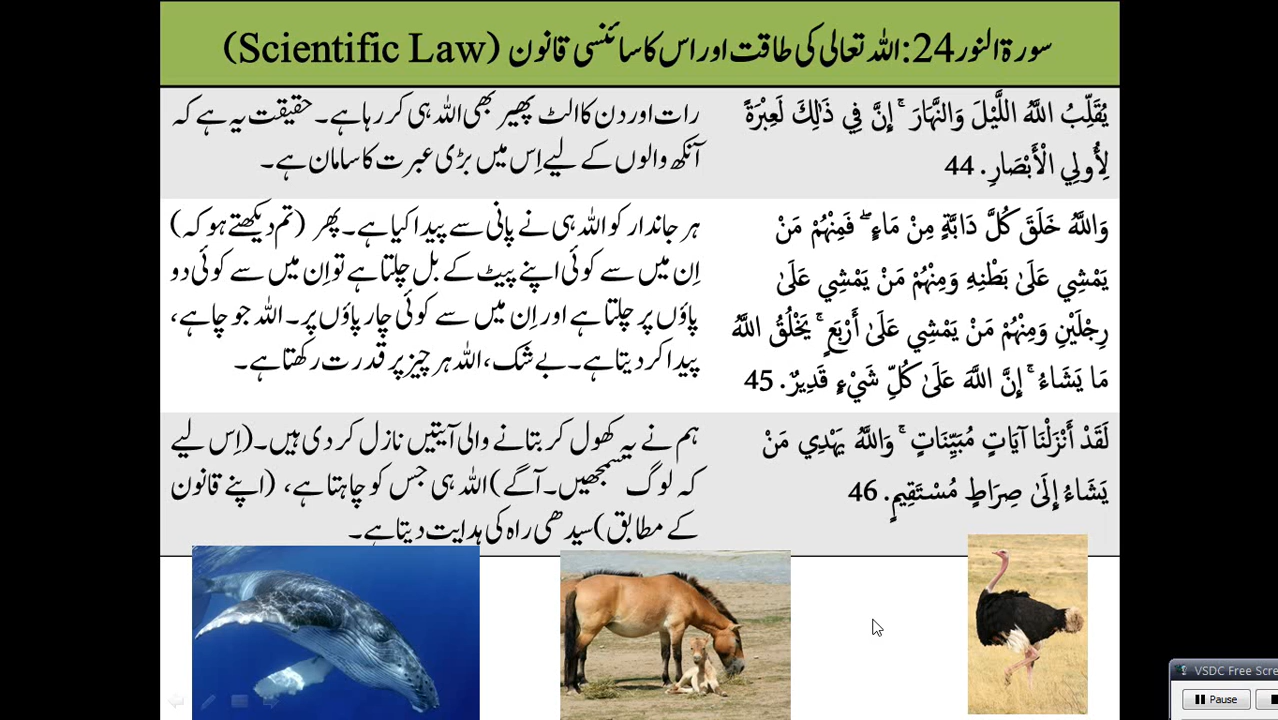 سورۃ النور24:اللہ تعالی کی طاقت اور اس کا سائنسی قانون (Scientific Law)
يُقَلِّبُ اللَّهُ اللَّيْلَ وَالنَّهَارَ ۚ إِنَّ فِي ذَٰلِكَ لَعِبْرَةً
لِأُولِي الْأَبْصَارِ. 44
رات اور دن کا الٹ پھیر بھی اللہ ہی کر رہا ہے۔ حقیقت یہ ہے کہ
آنکھ والوں کے لیے اِس میں بڑی عبرت کا سامان ہے۔
وَاللَّهُ خَلَقَ كُلَّ دَابَّةٍ مِنْ مَاءٍ ۖ فَمِنْهُمْ مَنْ
يَمْشِي عَلَىٰ بَطْنِهِ وَمِنْهُمْ مَنْ يَمْشِي عَلَىٰ
رِجْلَيْنِ وَمِنْهُمْ مَنْ يَمْشِي عَلَىٰ أَرْبَعٍ ۚ يَخْلُقُ اللَّهُ
مَا يَشَاءُ ۚ إِنَّ اللَّهَ عَلَىٰ كُلِّ شَيْءٍ قَدِيرٌ. 45
ہر جاندار کو اللہ ہی نے پانی سے پیدا کیا ہے۔ پھر (تم دیکھتے ہو کہ)
اِن میں سے کوئی اپنے پیٹ کے بل چلتا ہے تو اِن میں سے کوئی دو
پاؤں پر چلتا ہے اور اِن میں سے کوئی چار پاؤں پر۔ اللہ جو چاہے،
پیدا کر دیتا ہے۔ بے شک، اللہ ہر چیز پر قدرت رکھتا ہے۔
لَقَدْ أَنْزَلْنَا آيَاتٍ مُبَيِّنَاتٍ ۚ وَاللَّهُ يَهْدِي مَنْ
يَشَاءُ إِلَىٰ صِرَاطٍ مُسْتَقِيمٍ. 46
ہم نے یہ کھول کر بتانے والی آیتیں نازل کر دی ہیں۔ (اِس لیے
کہ لوگ سمجھیں۔ آگے) اللہ ہی جس کو چاہتا ہے، (اپنے قانون
کے مطابق) سیدھی راہ کی ہدایت دیتا ہے۔
VSDC Free Scre
Pause